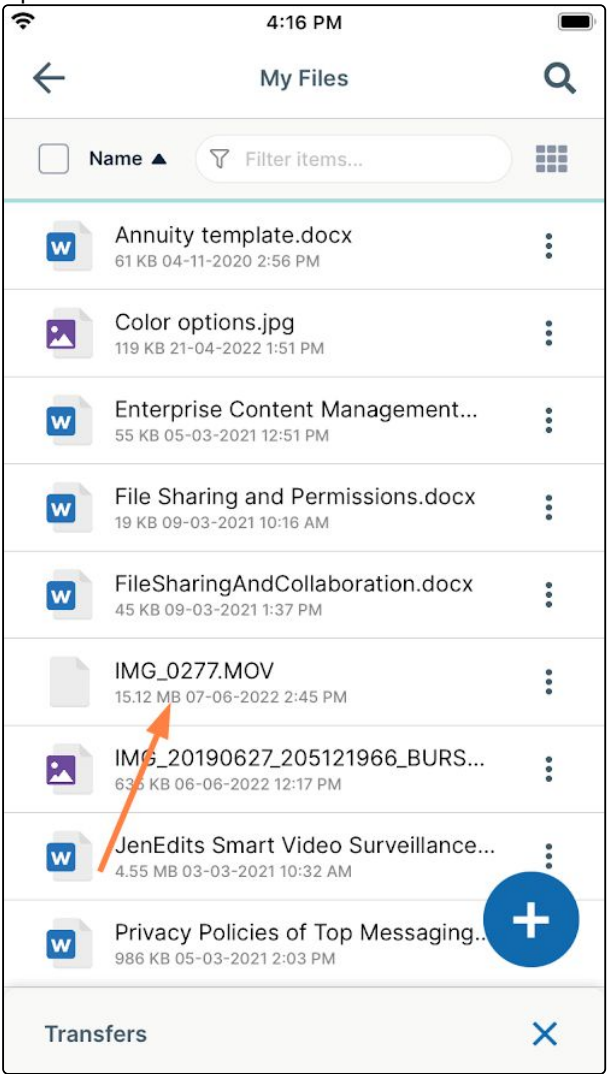 4:16 PM
My Files
Name ▲ Filter items...
W Annuity template.docx
61 KB 04-11-2020 2:56 PM
Color options.jpg
119 KB 21-04-2022 1:51 PM
W Enterprise Content Management...
55 KB 05-03-2021 12:51 PM
W File Sharing and Permissions.docx
19 KB 09-03-2021 10:16 AM
W FileSharingAndCollaboration.docx
45 KB 09-03-2021 1:37 PM
IMG_0277.MOV
15.12 MB 07-06-2022 2:45 PM
IMG_20190627_205121966_BURS...
KB 06-06-2022 12:17 PM
W JenEdits Smart Video Surveillance...
4.55 MB 03-03-2021 10:32 AM
W Privacy Policies of Top Messaging...
986 KB 05-03-2021 2:03 PM
Transfers